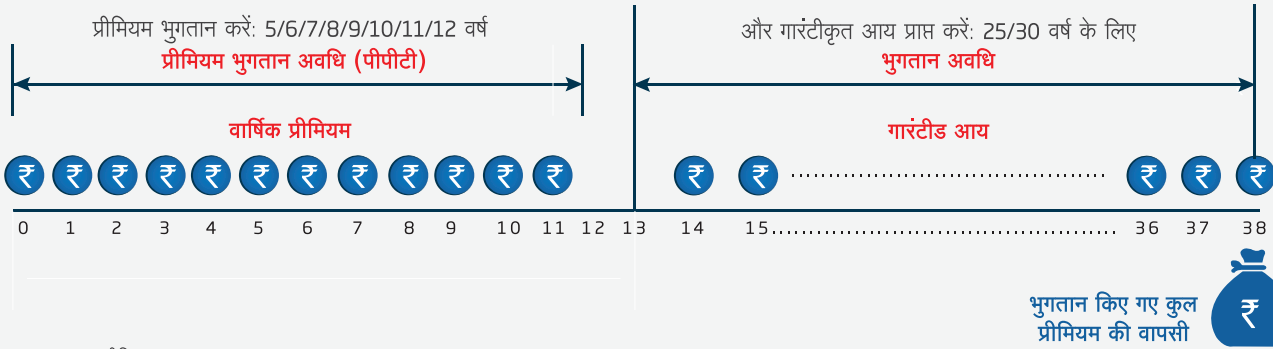 प्रीमियम भुगतान करें: 5/6/7/8/9/10/11/12 वर्ष
प्रीमियम भुगतान अवधि (पीपीटी)
वार्षिक प्रीमियम
और गारंटीकृत आय प्राप्त करें: 25/30 वर्ष के लिए
भुगतान अवधि
गारंटीड आय
₹ ₹ ₹ ₹ ₹ ₹ ₹ ₹ ₹ ₹ ₹ ₹ ₹ ₹ ........................................ ₹ ₹ ₹
0 1 2 3 4 5 6 7 8 9 10 11 12 13 14 15............................................ 36 37 38
भुगतान किए गए कुल
प्रीमियम की वापसी
₹